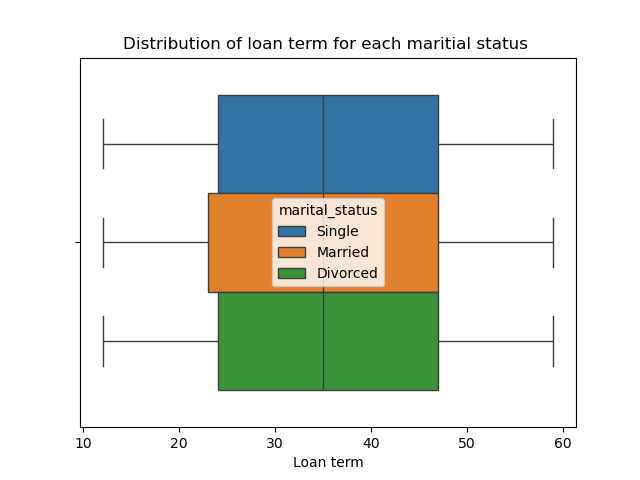 Distribution of loan term for each maritial status
marital_status
Single
Married
Divorced
10 20 30 40 50 60
Loan term